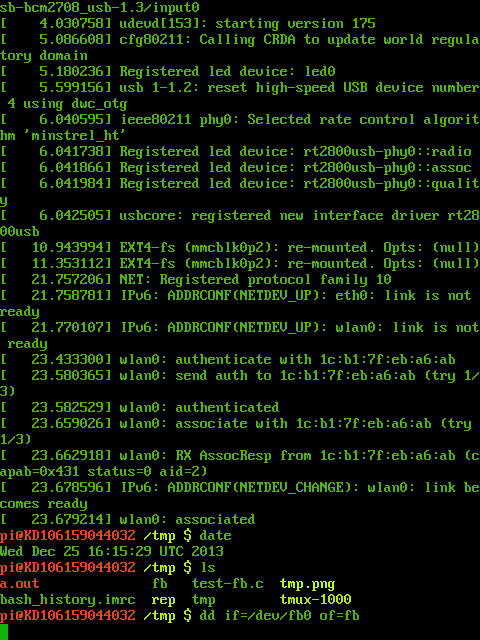 sb-bcm2708_usb-1.3/input0
[    4.030758] udevd[153]: starting version 175
[    5.086608] cfg80211: Calling CRDA to update world regula
tory domain
[    5.180236] Registered led device: led0
[    5.599156] usb 1-1.2: reset high-speed USB device number
 4 using dwc_otg
[    6.040595] ieee80211 phy0: Selected rate control algorit
hm 'minstrel_ht'
[    6.041738] Registered led device: rt2800usb-phy0::radio
[    6.041866] Registered led device: rt2800usb-phy0::assoc
[    6.041984] Registered led device: rt2800usb-phy0::qualit
y
[    6.042505] usbcore: registered new interface driver rt28
00usb
[   10.943994] EXT4-fs (mmcblk0p2): re-mounted. Opts: (null)
[   11.353112] EXT4-fs (mmcblk0p2): re-mounted. Opts: (null)
[   21.757206] NET: Registered protocol family 10
[   21.758781] IPv6: ADDRCONF(NETDEV_UP): eth0: link is not 
ready
[   21.770107] IPv6: ADDRCONF(NETDEV_UP): wlan0: link is not
 ready
[   23.433300] wlan0: authenticate with 1c:b1:7f:eb:a6:ab
[   23.580365] wlan0: send auth to 1c:b1:7f:eb:a6:ab (try 1/
3)
[   23.582529] wlan0: authenticated
[   23.659026] wlan0: associate with 1c:b1:7f:eb:a6:ab (try 
1/3)
[   23.662918] wlan0: RX AssocResp from 1c:b1:7f:eb:a6:ab (c
apab=0x431 status=0 aid=2)
[   23.678596] IPv6: ADDRCONF(NETDEV_CHANGE): wlan0: link be
comes ready
[   23.679214] wlan0: associated
pi@KD106159044032 /tmp $ date
Wed Dec 25 16:15:29 UTC 2013
pi@KD106159044032 /tmp $ ls
a.out              fb   test-fb.c  tmp.png
bash_history.imrc  rep  tmp        tmux-1000
pi@KD106159044032 /tmp $ dd if=/dev/fb0 of=fb